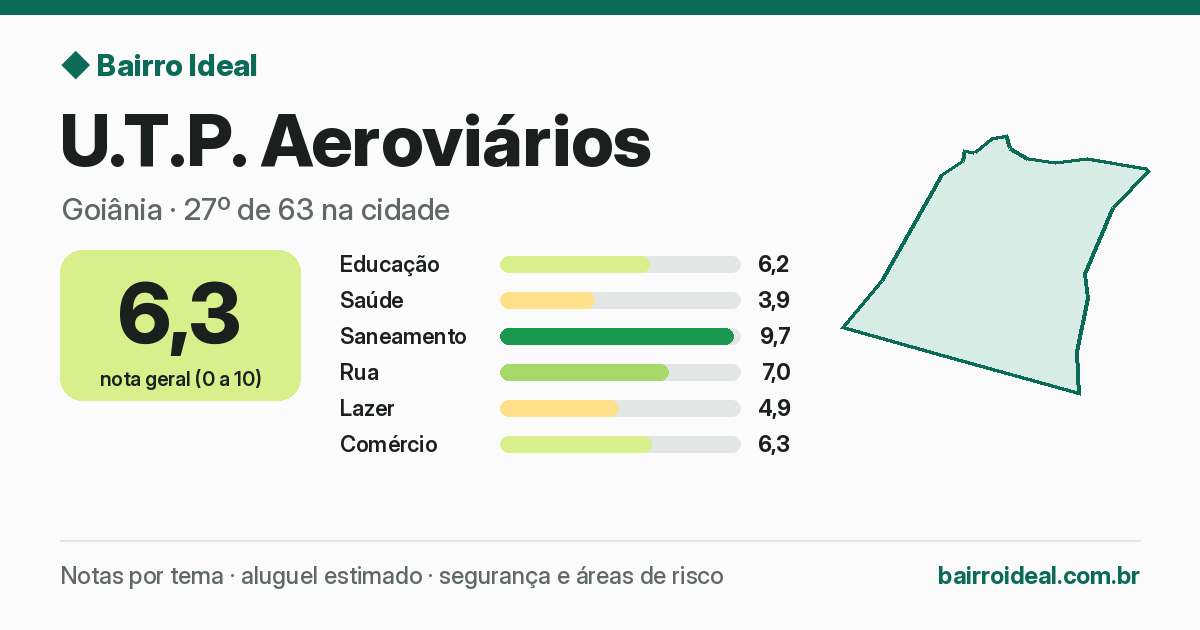 Bairro Ideal
U.T.P. Aeroviários
Goiânia · 27º de 63 na cidade
6,3
nota geral (0 a 10)
Educação 6,2
Saúde 3,9
Saneamento 9,7
Rua 7,0
Lazer 4,9
Comércio 6,3
Notas por tema · aluguel estimado · segurança e áreas de risco
bairroideal.com.br